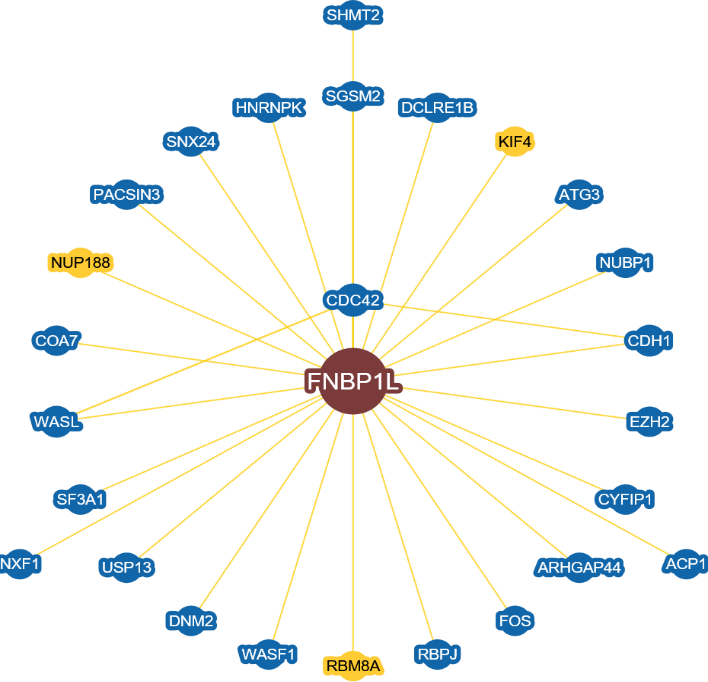 SHMT2
SGSM2
HNRNPK
DCLRE1B
SNX24
KIF4
PACSIN3
ATG3
NUP188
NUBP1
CDC42
COA7
CDH1
FNBP1L
WASL
EZH2
SF3A1
CYFIP1
NXF1
USP13
ARHGAP44
ACP1
DNM2
FOS
WASF1
RBM8A
RBPJ